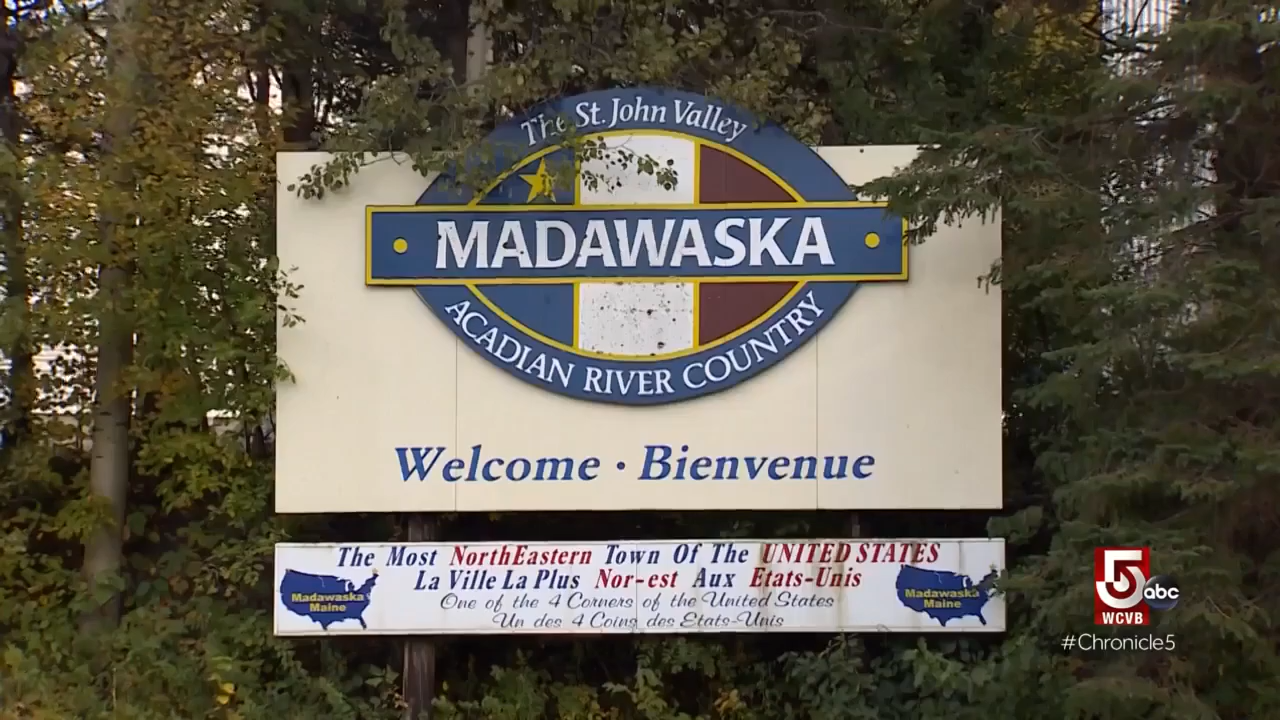 The St. John Valley
MADAWASKA
ACADIAN RIVER COUNTRY
Welcome · Bienvenue
The Most NorthEastern Town Of The UNITED STATES
La Ville La Plus Nor-est Aux Etats-Unis
One of the 4 Corners of the United States
Un des 4 Coins des Etats-Unis
Madawaska
Maine
Madawaska
Maine
5 abc
WCVB
#Chronicle5